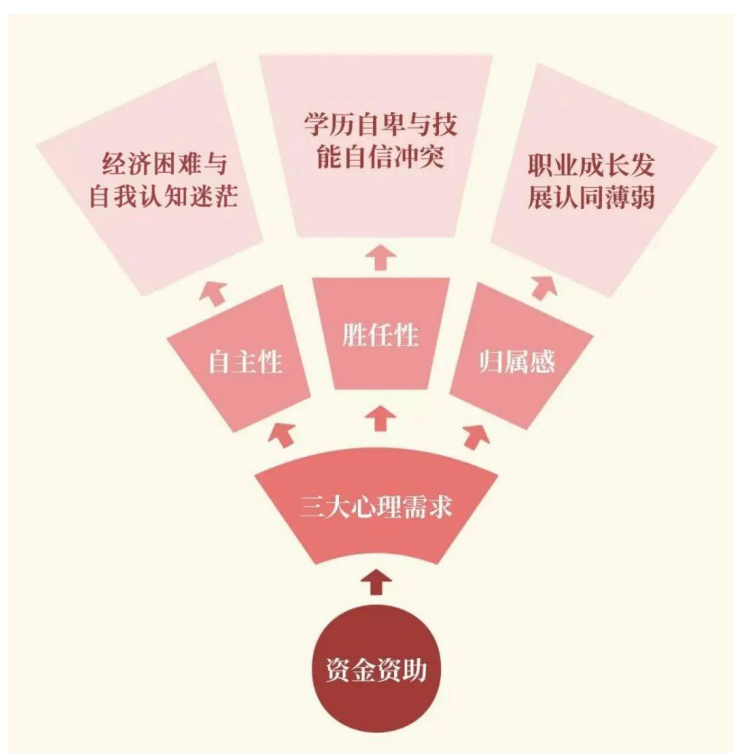 经济困难与
自我认知迷茫
学历自卑与技
能自信冲突
职业成长发
展认同薄弱
自主性
胜任性
归属感
三大心理需求
资金资助